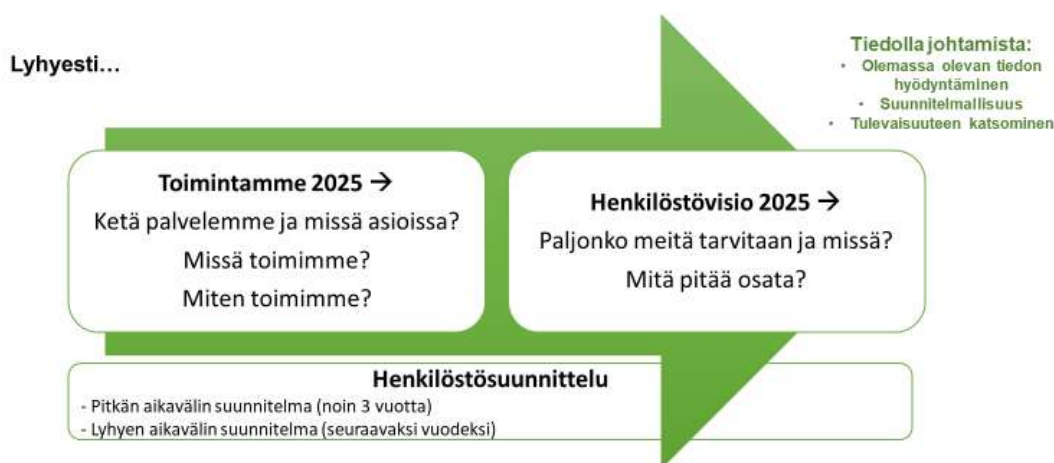 Lyhyesti...
Tiedolla johtamista:
• Olemassa olevan tiedon
hyödyntäminen
• Suunnitelmallisuus
• Tulevaisuuteen katsominen
Toimintamme 2025 →
Ketä palvelemme ja missä asioissa?
Missä toimimme?
Miten toimimme?
Henkilöstövisio 2025 →
Paljonko meitä tarvitaan ja missä?
Mitä pitää osata?
Henkilöstösuunnittelu
- Pitkän aikavälin suunnitelma (noin 3 vuotta)
- Lyhyen aikavälin suunnitelma (seuraavaksi vuodeksi)